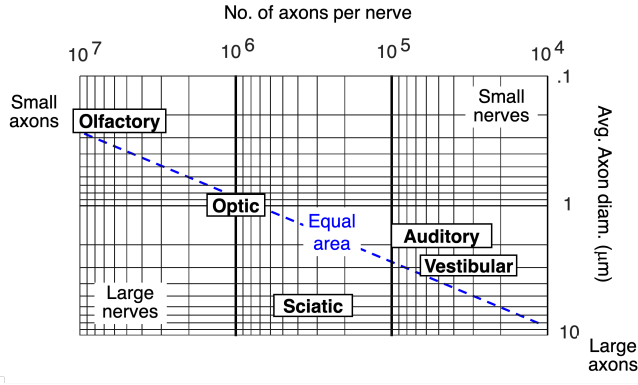 No. of axons per nerve
10^7 10^6 10^5 10^4
.1
Small
axons
Olfactory
Small
nerves
Avg. Axon diam. (μm)
Optic
1
Equal
area
Auditory
Vestibular
Large
nerves
Sciatic
10
Large
axons